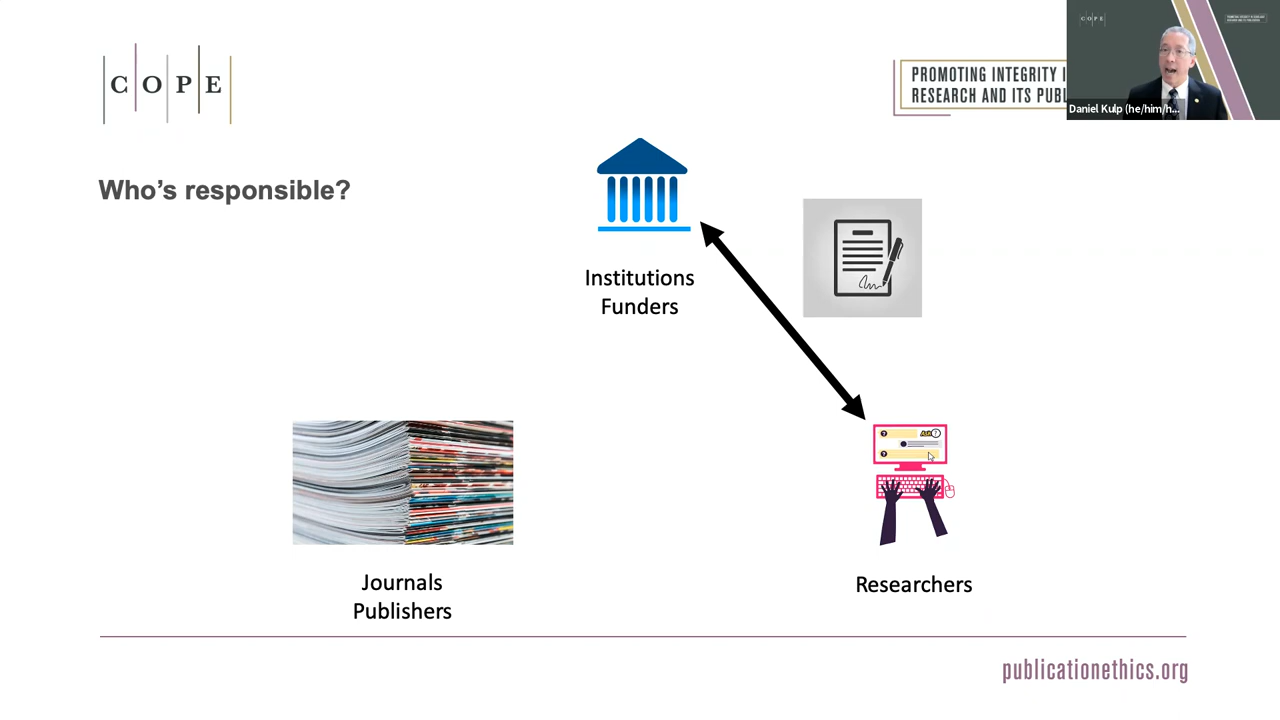 C O P E
PROMOTING INTEGRITY I
RESEARCH AND ITS PUBL
C O P E
Daniel Kulp (he/him/h...
Who's responsible?
Institutions
Funders
Journals
Publishers
Researchers
publicationethics.org